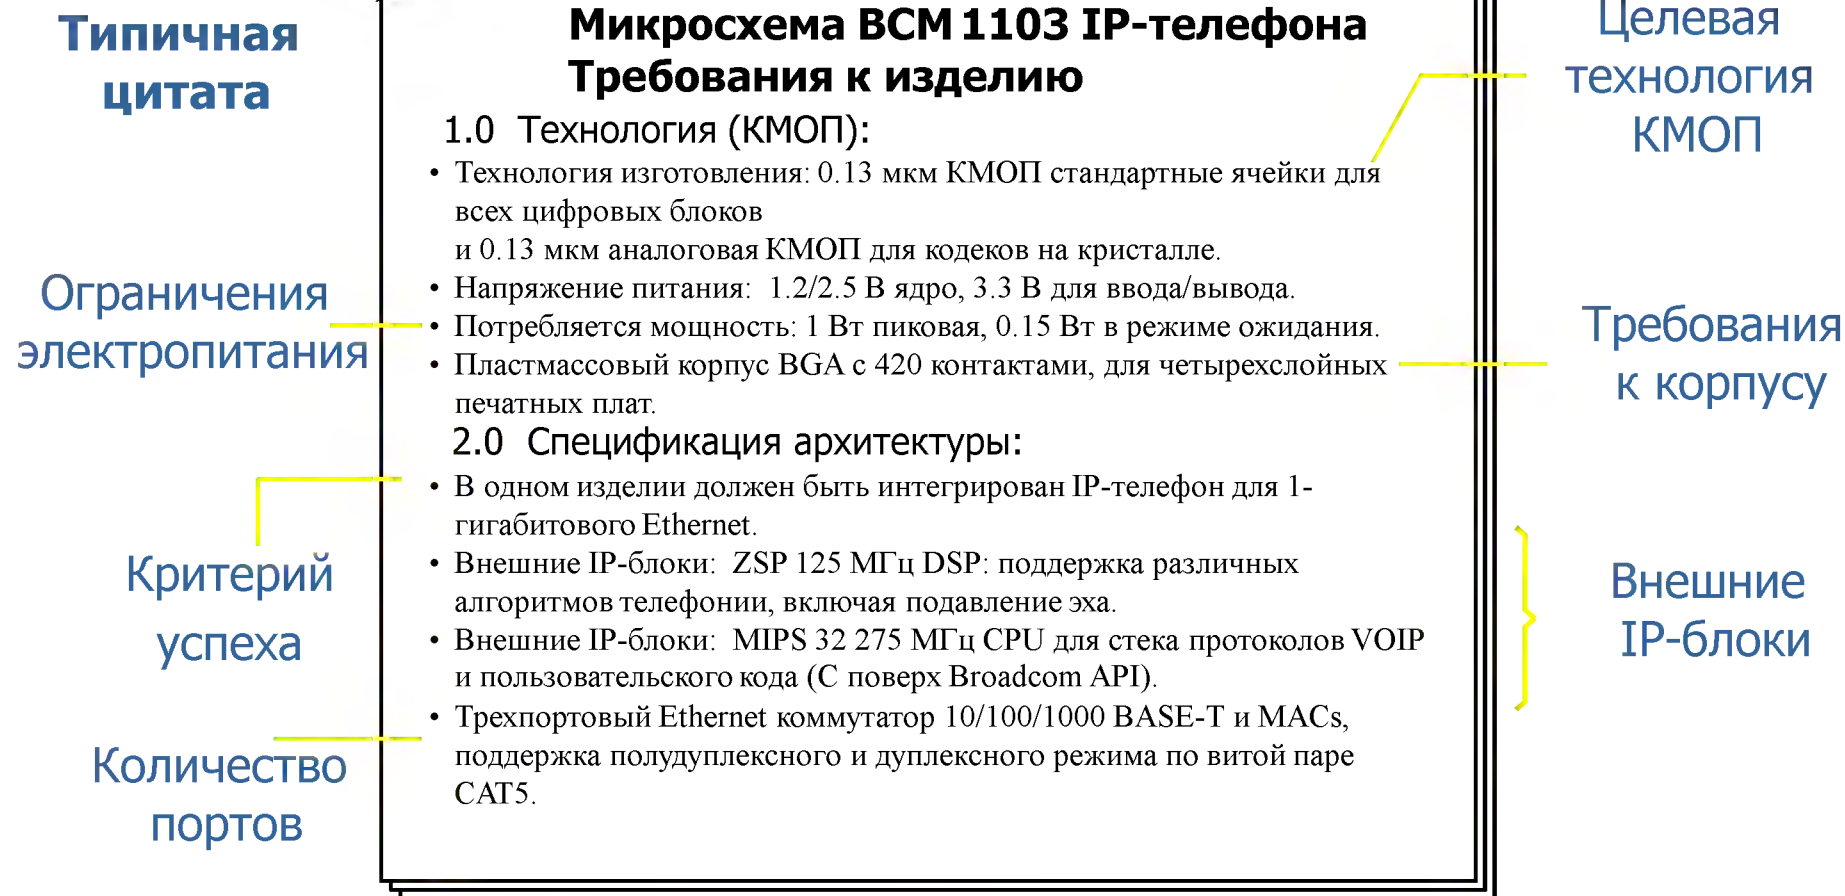 Типичная
цитата
Ограничения
электропитания
Критерий
успеха
Количество
портов
Микросхема BCM 1103 IP-телефона
Требования к изделию
1.0 Технология (КМОП):
• Технология изготовления: 0.13 мкм КМОП стандартные ячейки для
всех цифровых блоков
и 0.13 мкм аналоговая КМОП для кодеков на кристалле.
• Напряжение питания: 1.2/2.5 В ядро, 3.3 В для ввода/вывода.
• Потребляется мощность: 1 Вт пиковая, 0.15 Вт в режиме ожидания.
• Пластмассовый корпус BGA с 420 контактами, для четырехслойных
печатных плат.
2.0 Спецификация архитектуры:
• В одном изделии должен быть интегрирован IP-телефон для 1-
гигабитового Ethernet.
• Внешние IP-блоки: ZSP 125 МГц DSP: поддержка различных
алгоритмов телефонии, включая подавление эха.
• Внешние IP-блоки: MIPS 32 275 МГц CPU для стека протоколов VOIP
и пользовательского кода (C поверх Broadcom API).
• Трехпортовый Ethernet коммутатор 10/100/1000 BASE-T и MACs,
поддержка полудуплексного и дуплексного режима по витой паре
CAT5.
Целевая
технология
КМОП
Требования
к корпусу
Внешние
IP-блоки